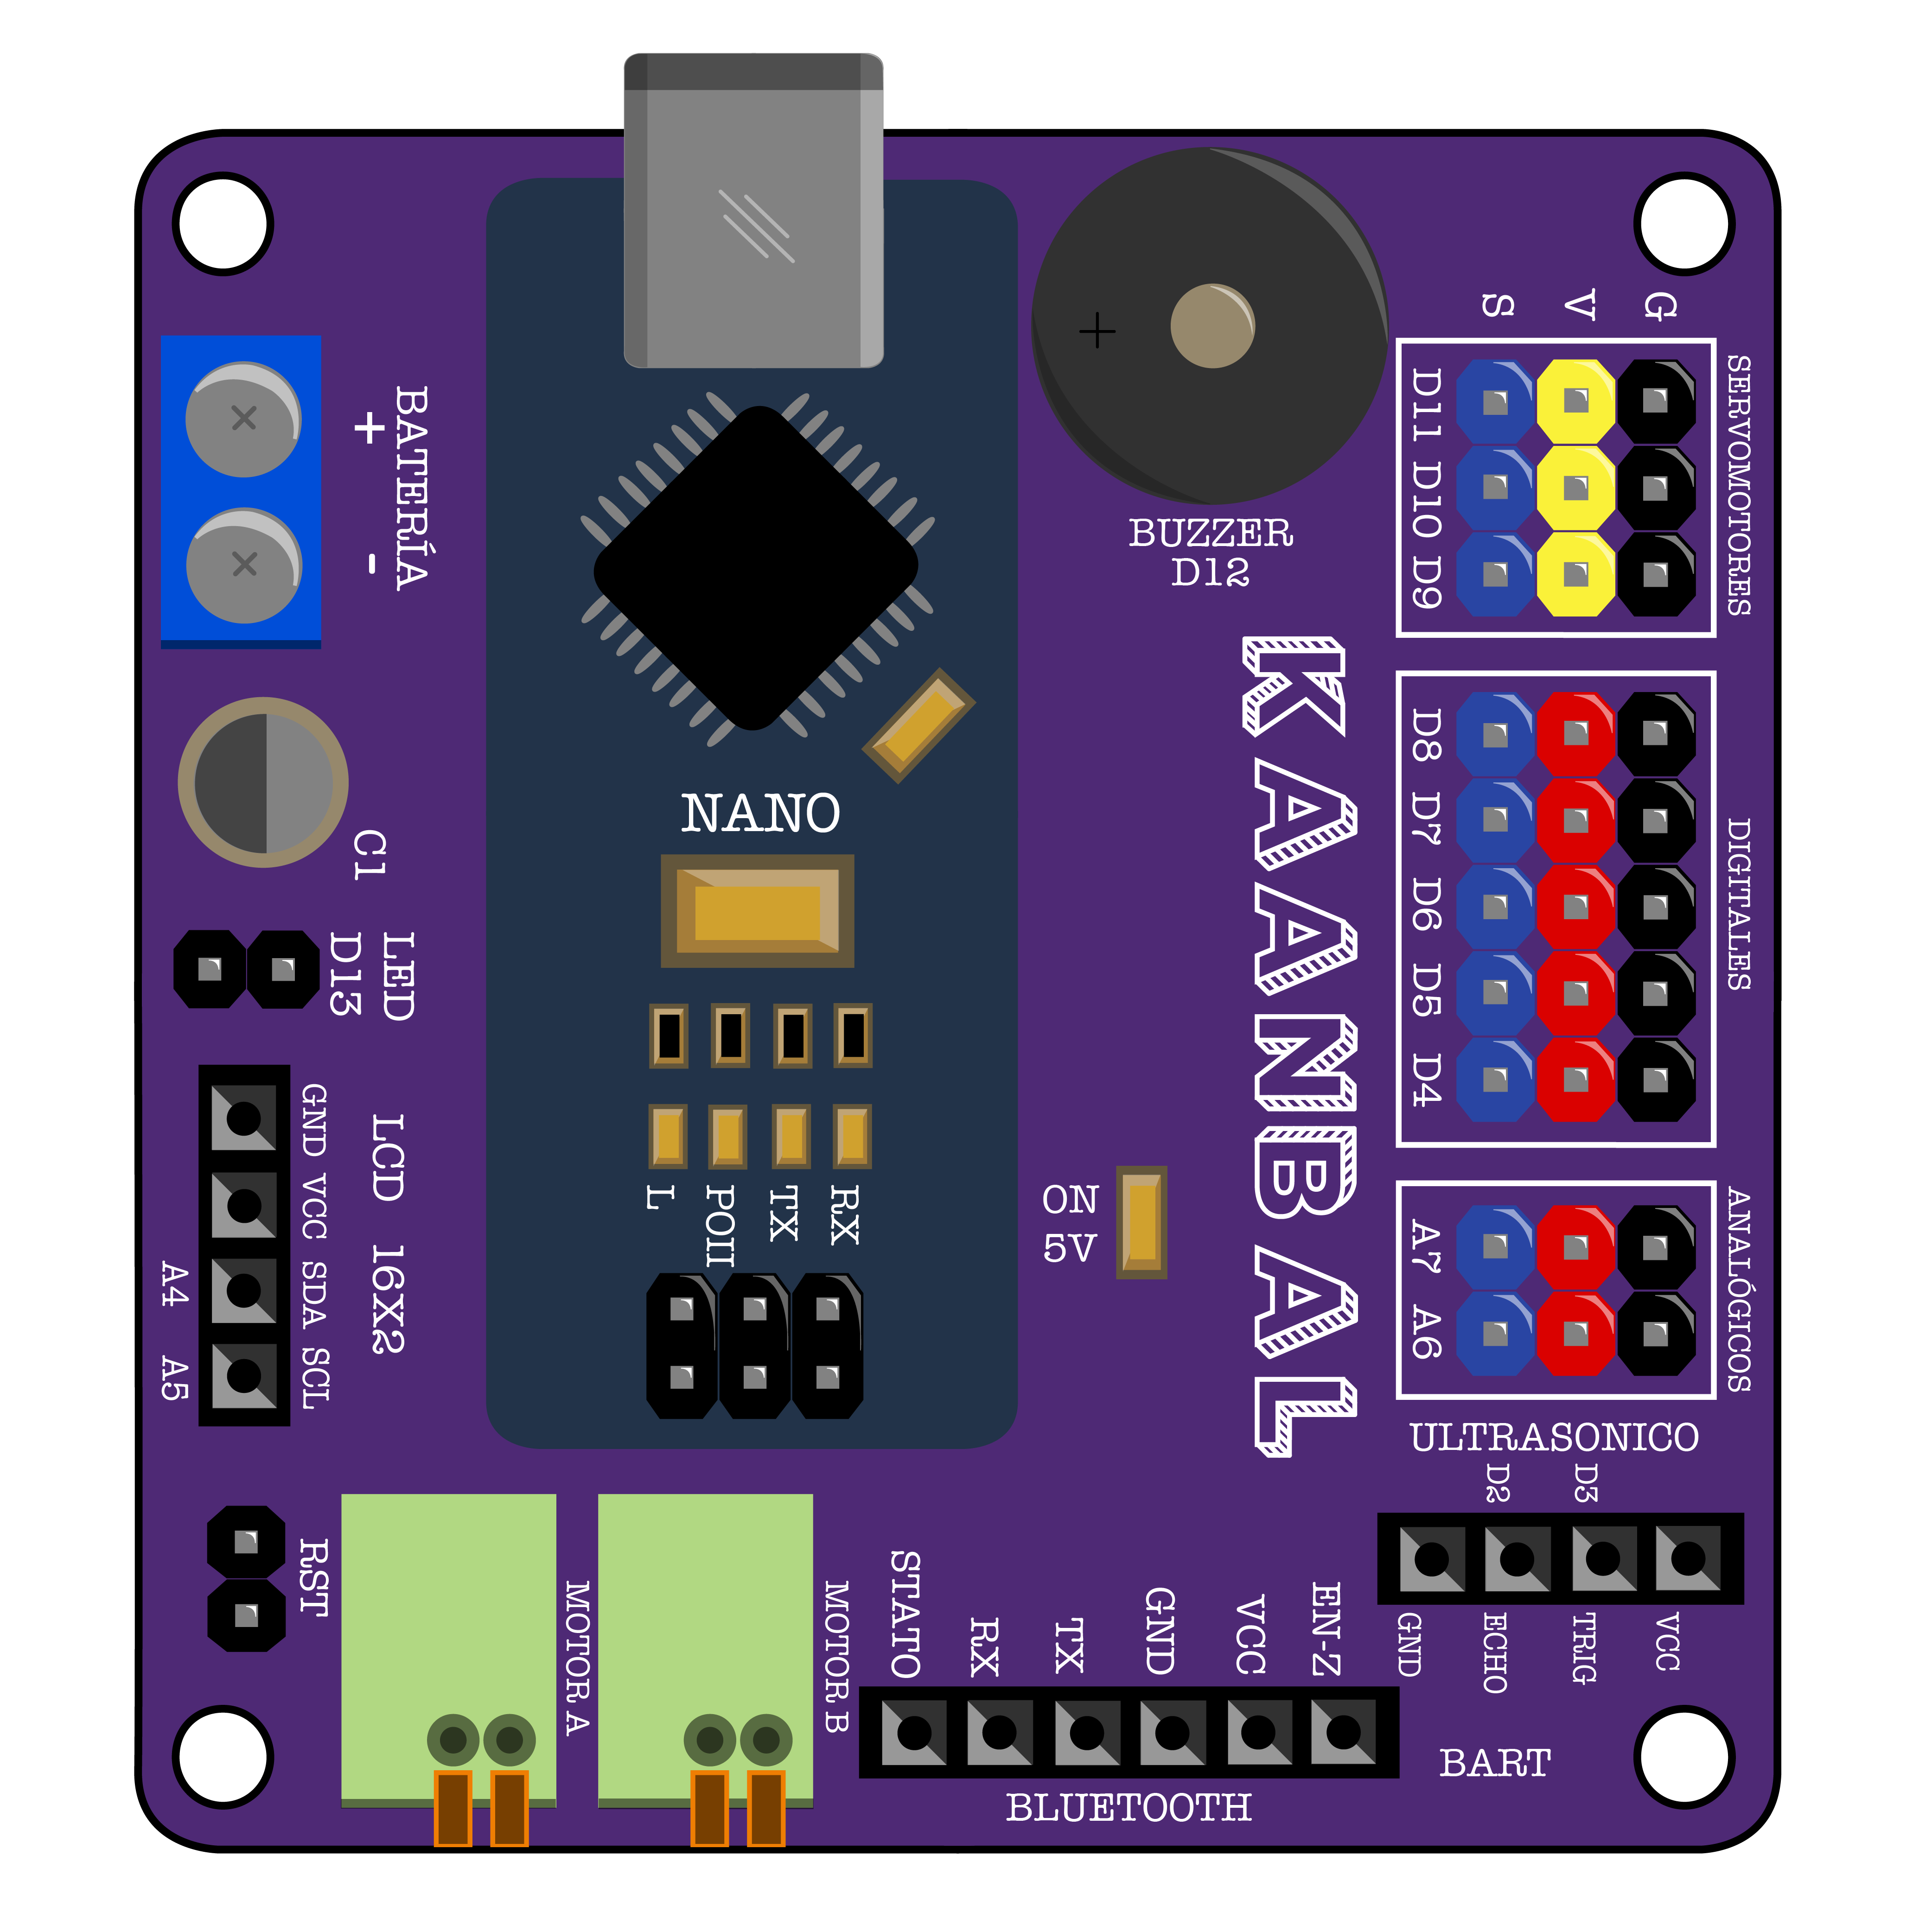 S V G
SERVOMOTORES
D11 D10 D9
BATERÍA
+ -
+
BUZZER
D12
KAANBAL
DIGITALES
D8 D7 D6 D5 D4
NANO
C1
LED
D13
LCD 16X2
GND VCC SDA SCL
A4 A5
L
POII
TX
RX
ON
5V
ANALÓGICOS
A7 A6
ULTRASONICO
D2 D3
GND ECHO TRIG VCC
RST
MOTOR A
MOTOR B
STATO RX TX GND VCC EN-Z
BLUETOOTH
BART